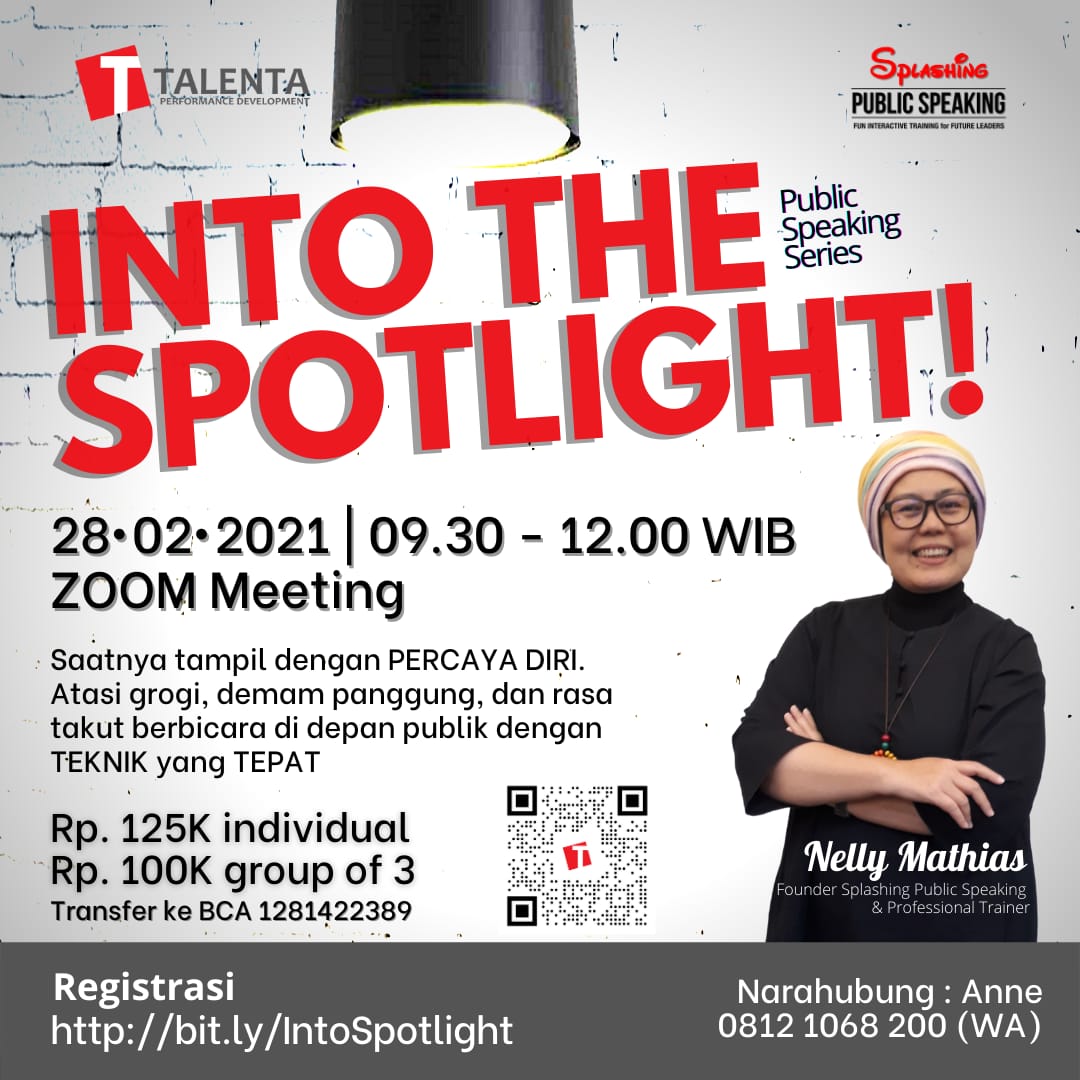 T TALENTA
PERFORMANCE DEVELOPMENT
SPLASHING
PUBLIC SPEAKING
FUN INTERACTIVE TRAINING for FUTURE LEADERS
INTO THE
SPOTLIGHT!
Public
Speaking
Series
28•02•2021 | 09.30 - 12.00 WIB
ZOOM Meeting
Saatnya tampil dengan PERCAYA DIRI.
Atasi grogi, demam panggung, dan rasa
takut berbicara di depan publik dengan
TEKNIK yang TEPAT
Rp. 125K individual
Rp. 100K group of 3
Transfer ke BCA 1281422389
T
Nelly Mathias
Founder Splashing Public Speaking
& Professional Trainer
Registrasi
http://bit.ly/IntoSpotlight
Narahubung : Anne
0812 1068 200 (WA)